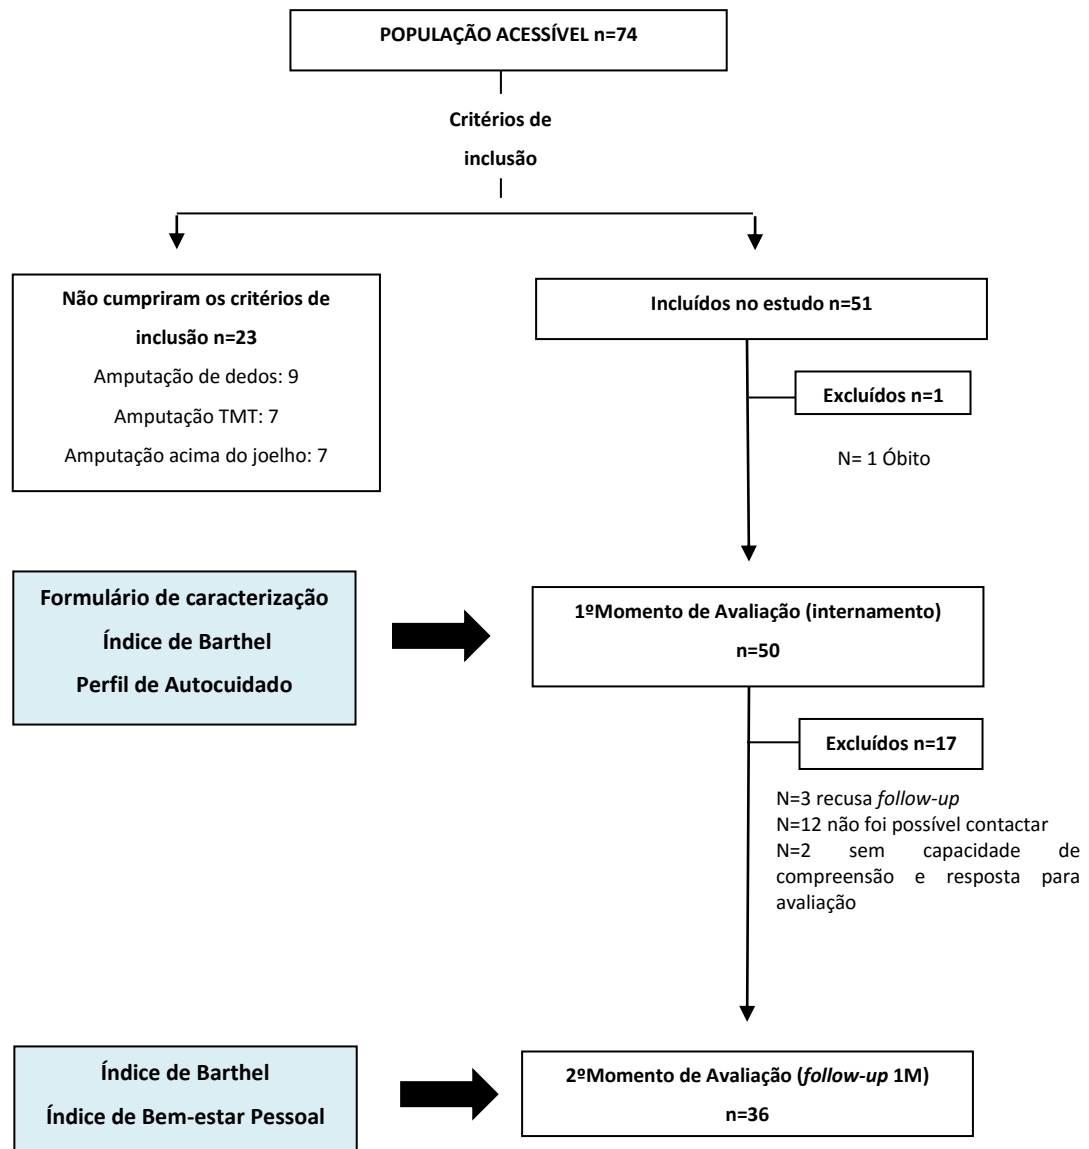 POPULAÇÃO ACESSÍVEL n=74
Critérios de
inclusão
Não cumpriram os critérios de
inclusão n=23
Amputação de dedos: 9
Amputação TMT: 7
Amputação acima do joelho: 7
Incluídos no estudo n=51
Excluídos n=1
N= 1 Óbito
Formulário de caracterização
Índice de Barthel
Perfil de Autocuidado
1ºMomento de Avaliação (internamento)
n=50
Excluídos n=17
N=3 recusa follow-up
N=12 não foi possível contactar
N=2 sem capacidade de
compreensão e resposta para
avaliação
Índice de Barthel
Índice de Bem-estar Pessoal
2ºMomento de Avaliação (follow-up 1M)
n=36